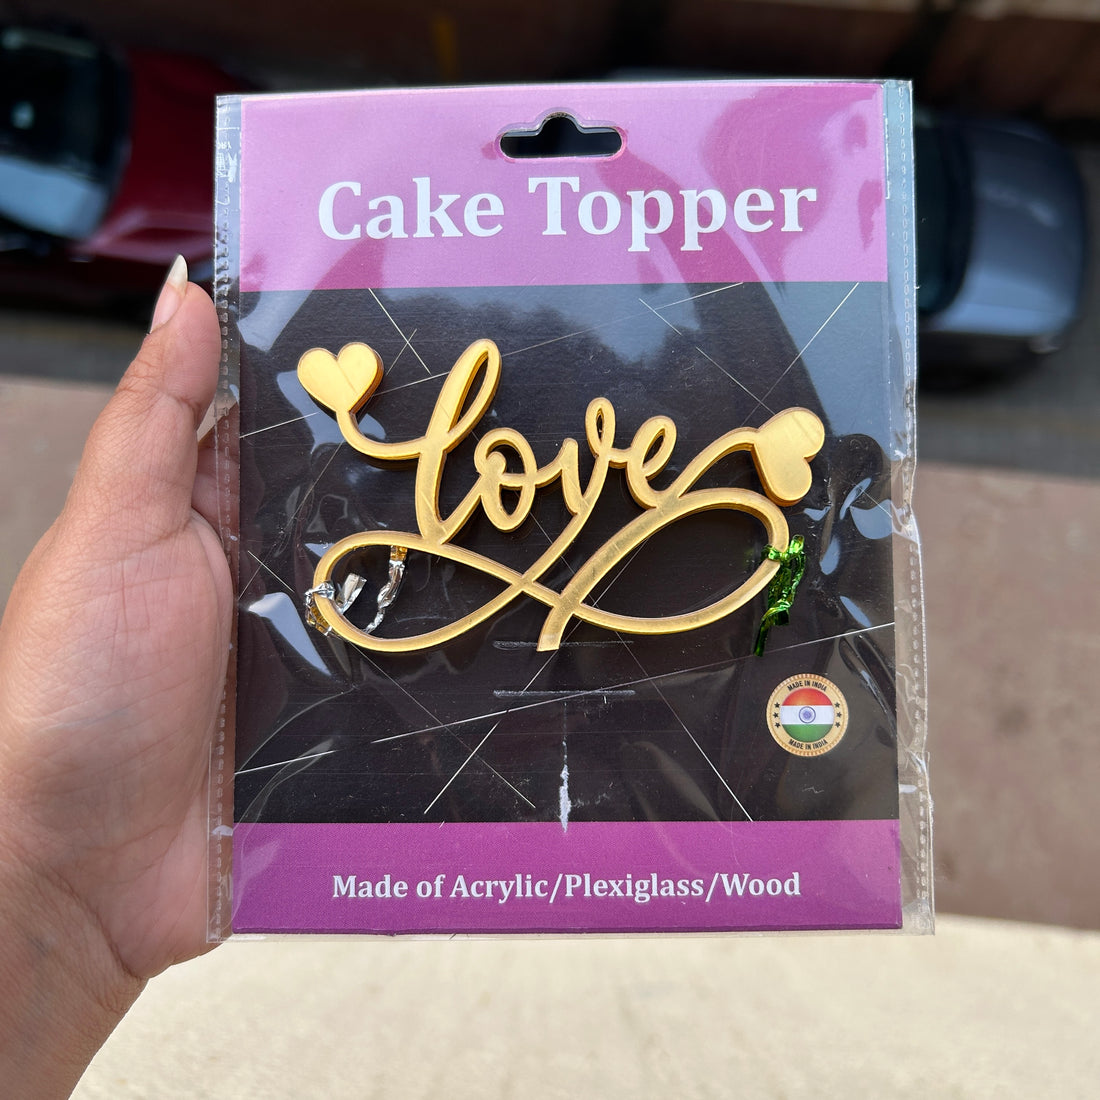 Cake Topper
love
MADE IN INDIA
MADE IN INDIA
Made of Acrylic/Plexiglass/Wood